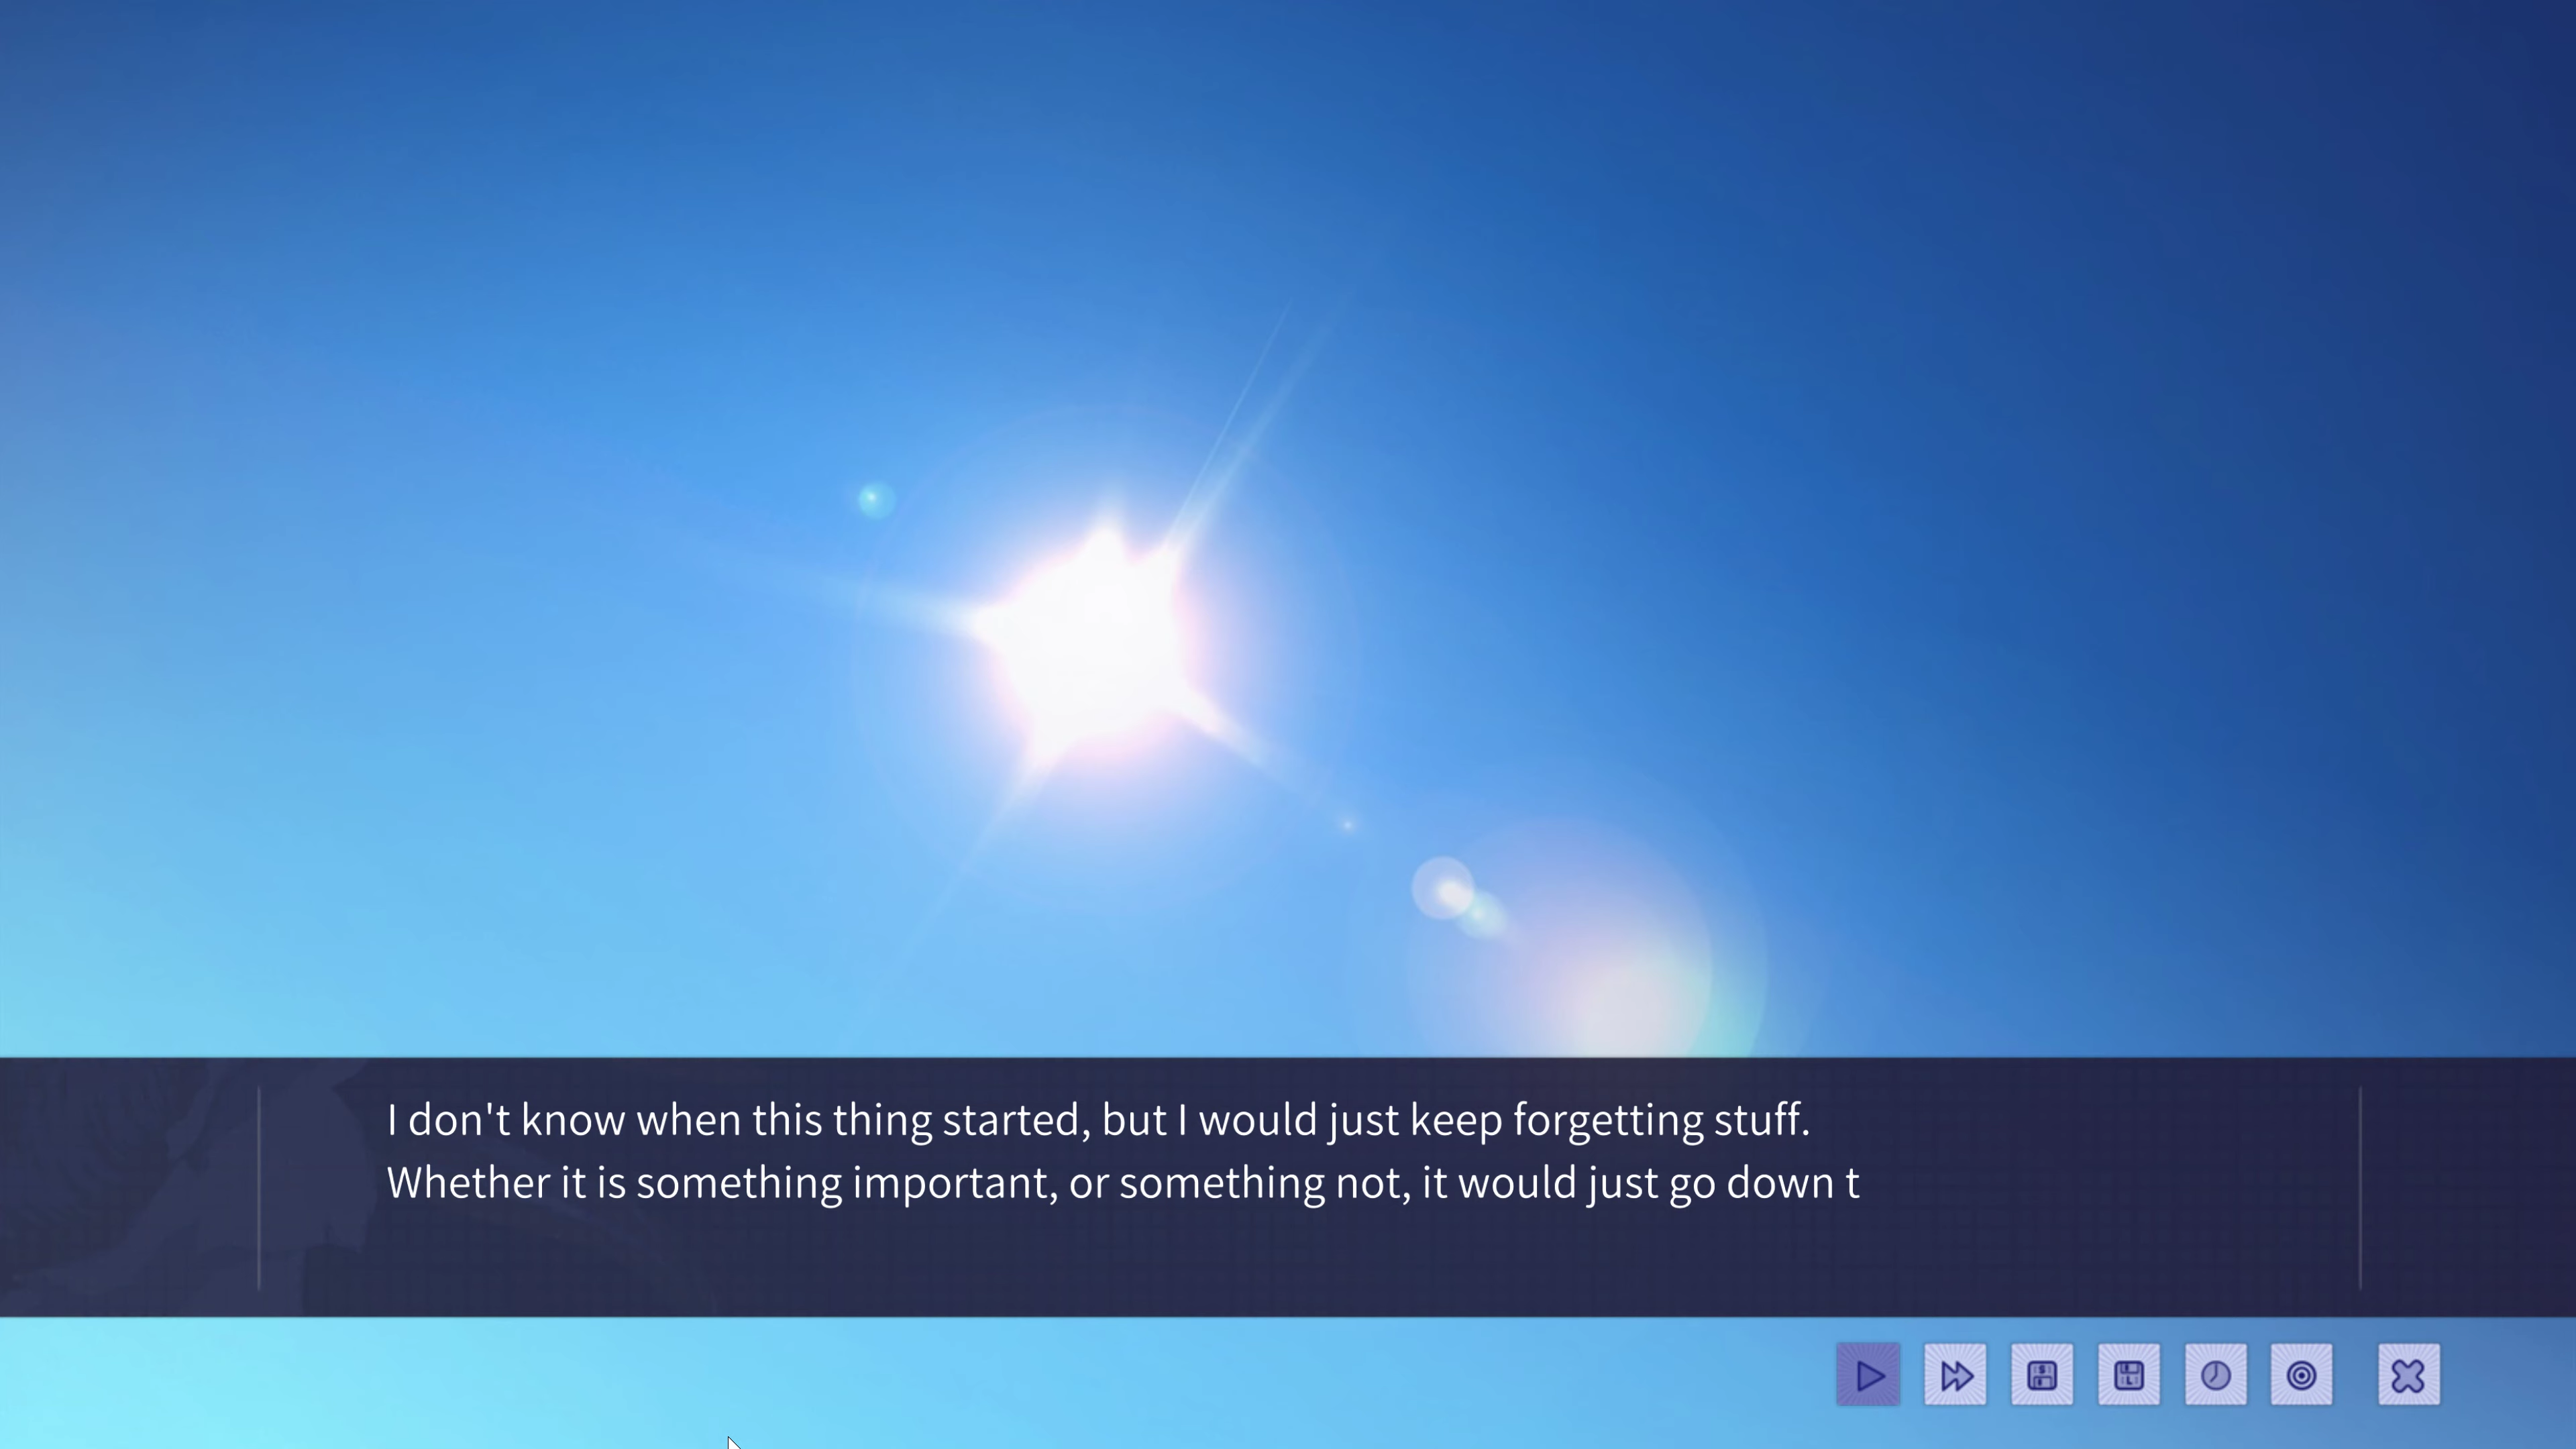 I don't know when this thing started, but I would just keep forgetting stuff.
Whether it is something important, or something not, it would just go down t